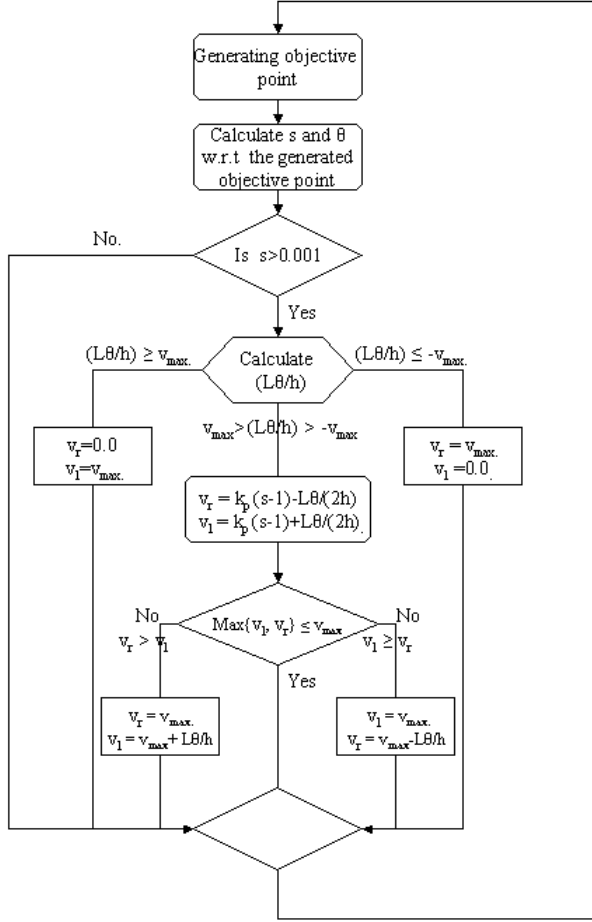 Generating objective
point
Calculate s and θ
w.r.t the generated
objective point
No.
Is s>0.001
Yes
(Lθ/h) ≥ vmax.
Calculate
(Lθ/h)
(Lθ/h) ≤ -vmax.
vmax>(Lθ/h) > -vmax
vr=0.0
vl=vmax.
vr = vmax.
vl =0.0.
vr = kp(s-1)-Lθ/(2h)
vl = kp(s-1)+Lθ/(2h).
No
vr > vl
Max{vl, vr} ≤ vmax
No
vl ≥ vr
Yes
vr = vmax.
vl = vmax+ Lθ/h
vl = vmax.
vr = vmax-Lθ/h